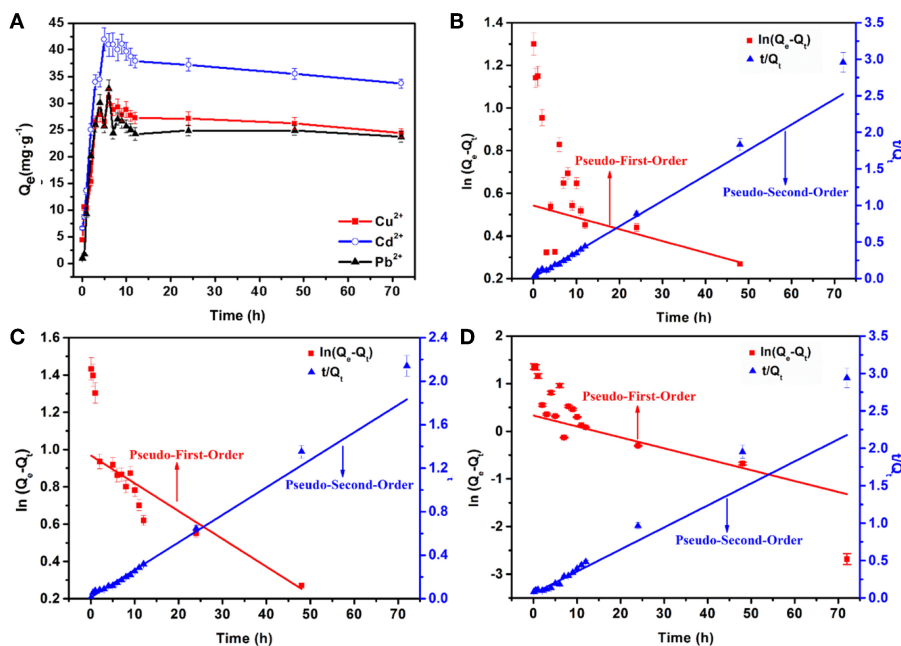 A
45
40
35
30
25
20
15
10
5
0
Qe(mg·g⁻¹)
Cu²⁺
Cd²⁺
Pb²⁺
0 10 20 30 40 50 60 70
Time (h)
B
1.4
1.2
1.0
0.8
0.6
0.4
0.2
ln (Qe-Qt)
ln(Qe-Qt)
t/Qt
Pseudo-First-Order
Pseudo-Second-Order
3.5
3.0
2.5
2.0
1.5
1.0
0.5
0.0
t/Qt
0 10 20 30 40 50 60 70 80
Time (h)
C
1.6
1.4
1.2
1.0
0.8
0.6
0.4
0.2
ln (Qe-Qt)
ln(Qe-Qt)
t/Qt
Pseudo-First-Order
Pseudo-Second-Order
2.4
2.0
1.6
1.2
0.8
0.4
0.0
0 10 20 30 40 50 60 70
Time (h)
D
2
1
0
-1
-2
-3
ln (Qe-Qt)
ln(Qe-Qt)
t/Qt
Pseudo-First-Order
Pseudo-Second-Order
3.5
3.0
2.5
2.0
1.5
1.0
0.5
0.0
t/Qt
0 10 20 30 40 50 60 70
Time (h)